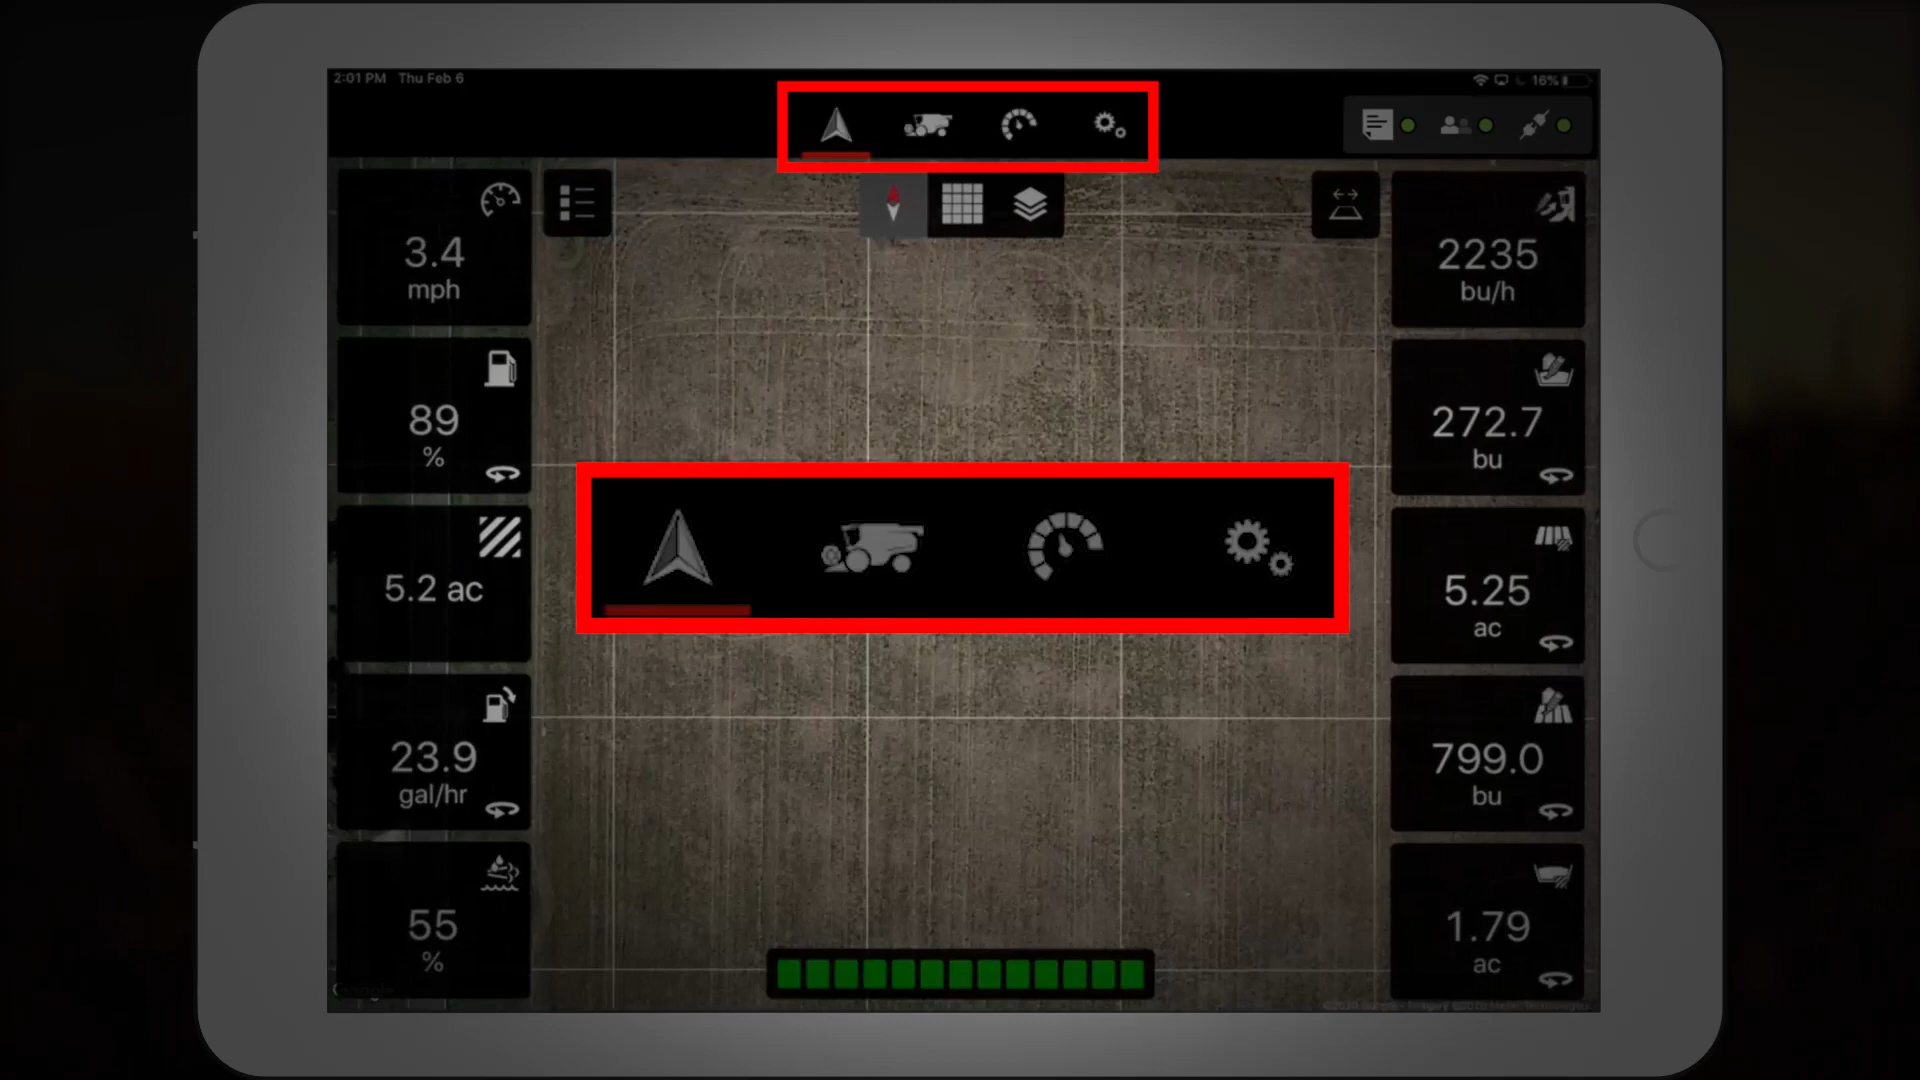 2:01 PM Thu Feb 6
16%
3.4
mph
89
%
5.2 ac
23.9
gal/hr
55
%
2235
bu/h
272.7
bu
5.25
ac
799.0
bu
1.79
ac
Google